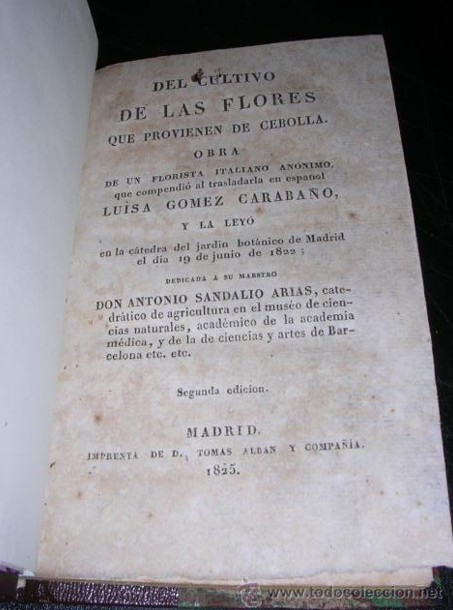 DEL CULTIVO
DE LAS FLORES
QUE PROVIENEN DE CEBOLLA.
OBRA
DE UN FLORISTA ITALIANO ANÓNIMO,
que compendió al trasladarla en español
LUÍSA GOMEZ CARABAÑO,
Y LA LEYÓ
en la cátedra del jardin botánico de Madrid
el dia 19 de junio de 1822;
DEDICADA A SU MAESTRO
DON ANTONIO SANDALIO ARIAS, cate-
drático de agricultura en el muséo de cien-
cias naturales, académico de la academia
médica, y de la de ciencias y artes de Bar-
celona etc. etc.
Segunda edicion.
MADRID.
IMPRENTA DE D. TOMAS ALBAN Y COMPAÑÍA.
1825.
www.todocoleccion.net